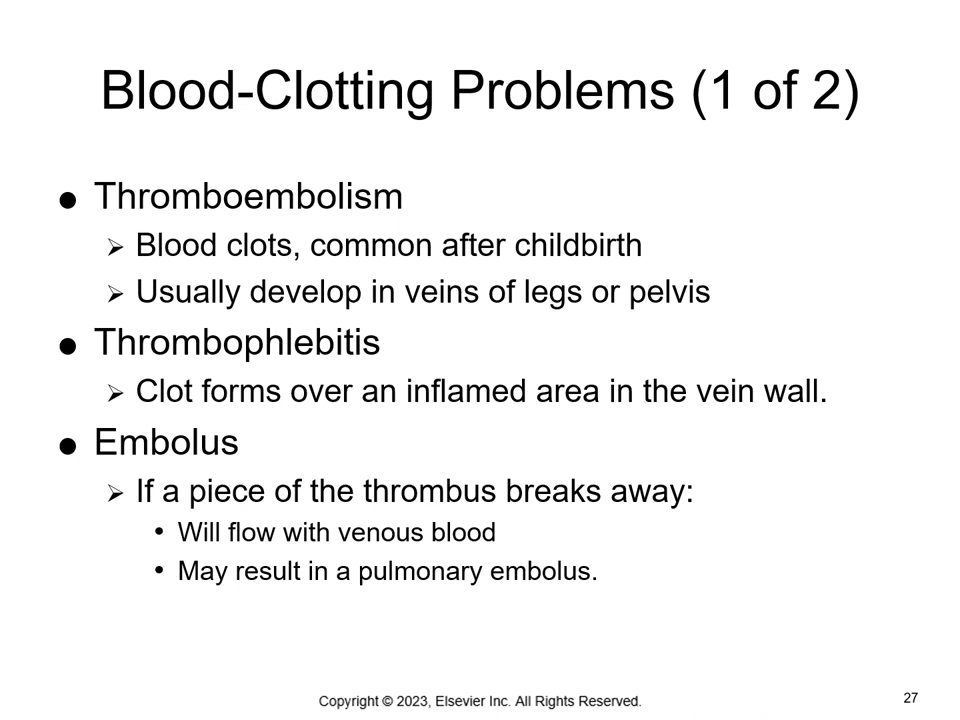 Blood-Clotting Problems (1 of 2)
● Thromboembolism
➢ Blood clots, common after childbirth
➢ Usually develop in veins of legs or pelvis
● Thrombophlebitis
➢ Clot forms over an inflamed area in the vein wall.
● Embolus
➢ If a piece of the thrombus breaks away:
• Will flow with venous blood
• May result in a pulmonary embolus.
Copyright © 2023, Elsevier Inc. All Rights Reserved.
27